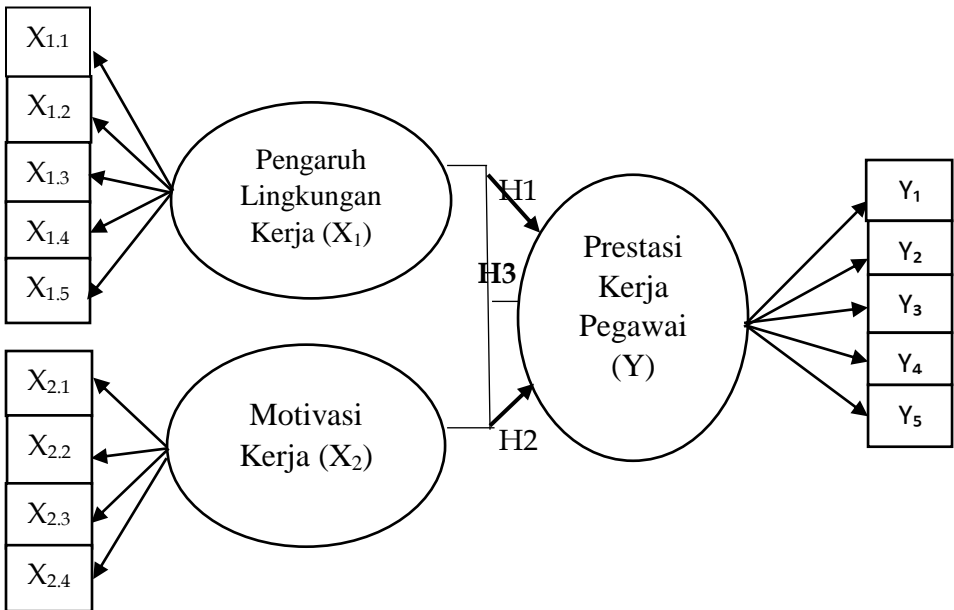 X1.1
X1.2
X1.3
X1.4
X1.5
Pengaruh
Lingkungan
Kerja (X1)
X2.1
X2.2
X2.3
X2.4
Motivasi
Kerja (X2)
H1
H3
H2
Prestasi
Kerja
Pegawai
(Y)
Y1
Y2
Y3
Y4
Y5